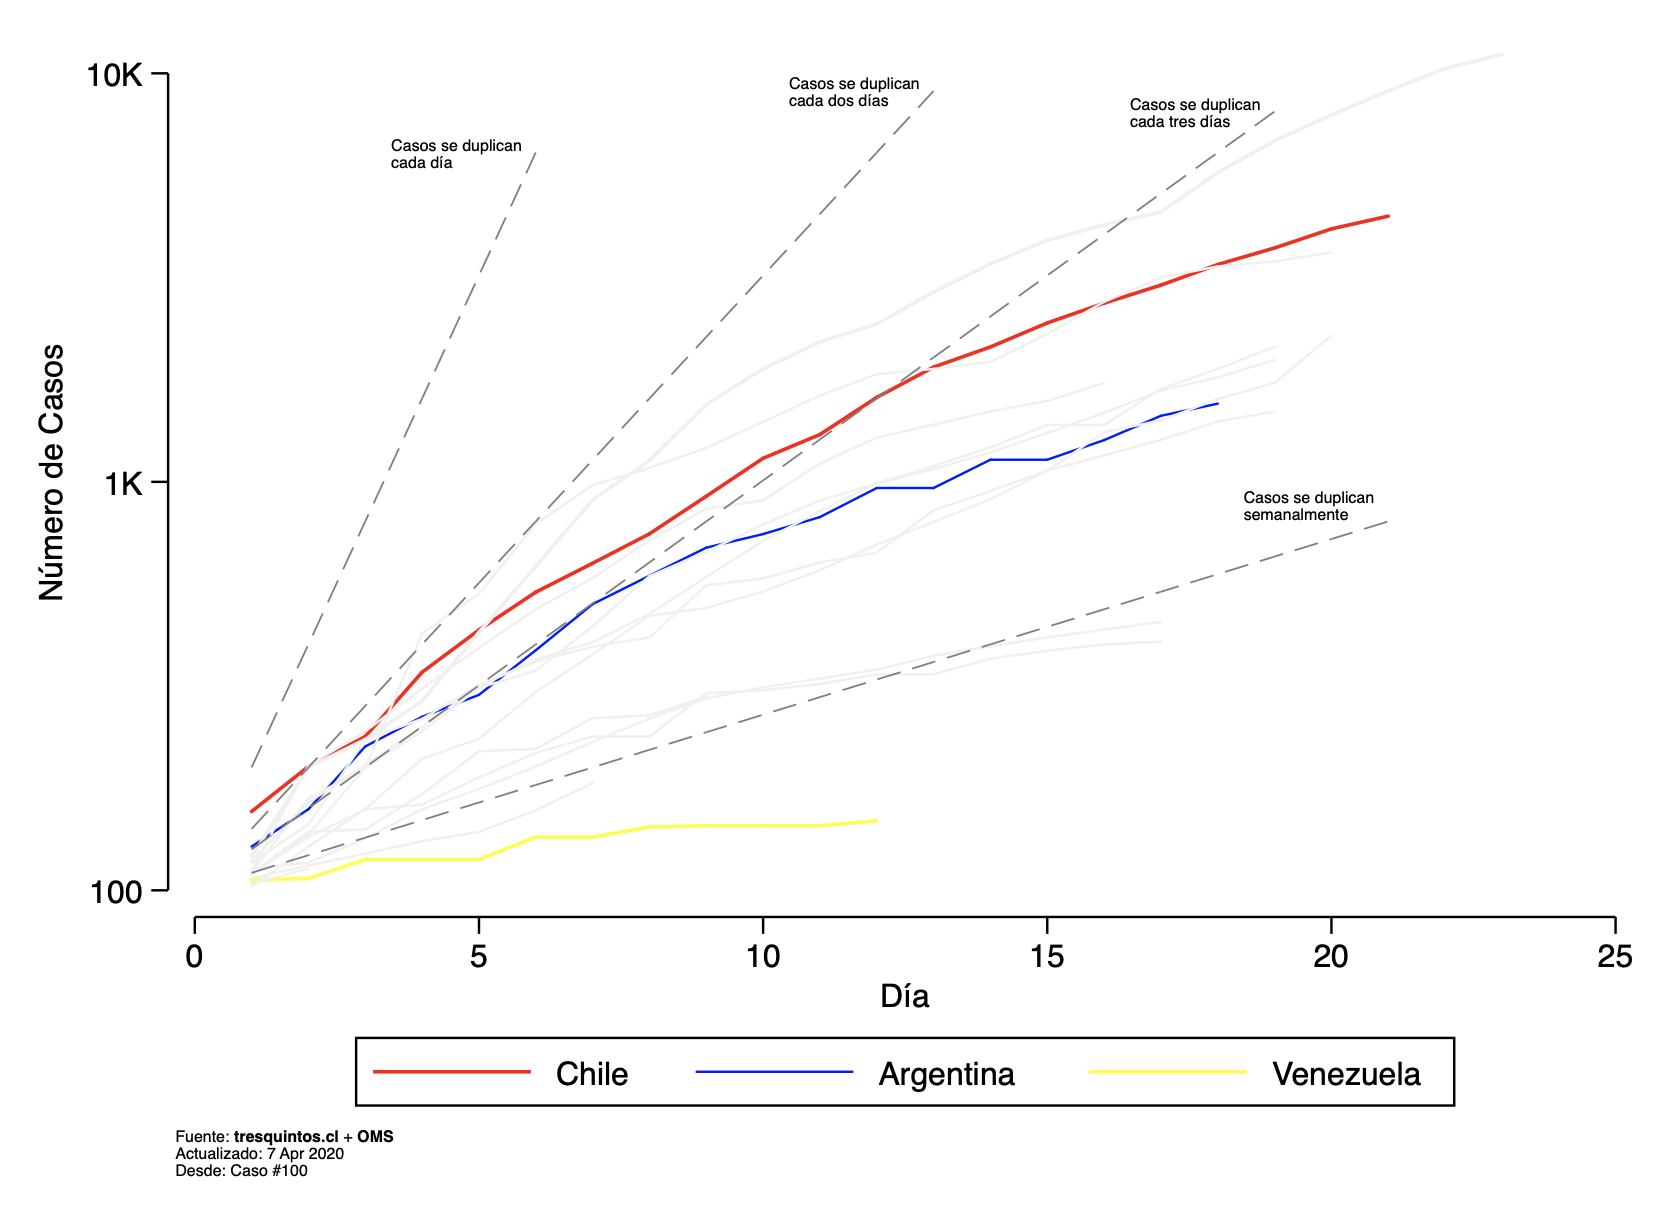 10K
1K
100
Número de Casos
Casos se duplican
cada día
Casos se duplican
cada dos días
Casos se duplican
cada tres días
Casos se duplican
semanalmente
0 5 10 15 20 25
Día
Chile Argentina Venezuela
Fuente: tresquintos.cl + OMS
Actualizado: 7 Apr 2020
Desde: Caso #100